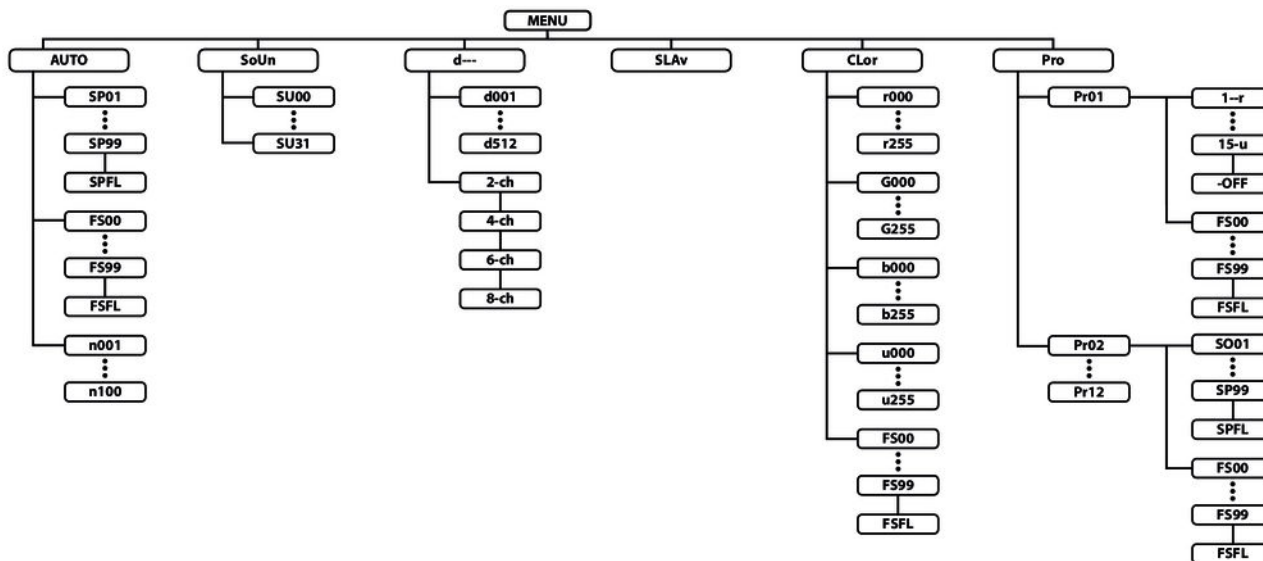 MENU
AUTO
SP01
SP99
SPFL
FS00
FS99
FSFL
n001
n100
SoUn
SU00
SU31
d---
d001
d512
2-ch
4-ch
6-ch
8-ch
SLAv
CLor
r000
r255
G000
G255
b000
b255
u000
u255
FS00
FS99
FSFL
Pro
Pr01
1--r
15-u
-OFF
FS00
FS99
FSFL
Pr02
Pr12
SO01
SP99
SPFL
FS00
FS99
FSFL